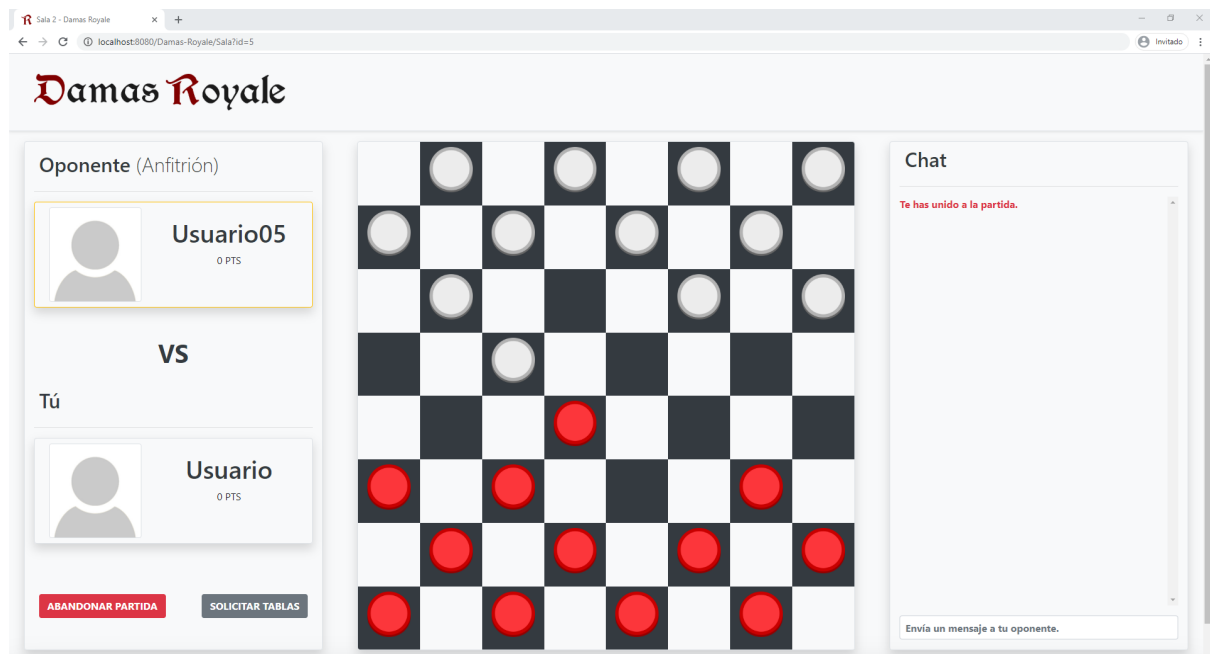 Sala 2 - Damas Royale
localhost:8080/Damas-Royale/Sala?id=5
Invitado
Damas Royale
Oponente (Anfitrión)
Usuario05
0 PTS
VS
Tú
Usuario
0 PTS
ABANDONAR PARTIDA
SOLICITAR TABLAS
Chat
Te has unido a la partida.
Envía un mensaje a tu oponente.